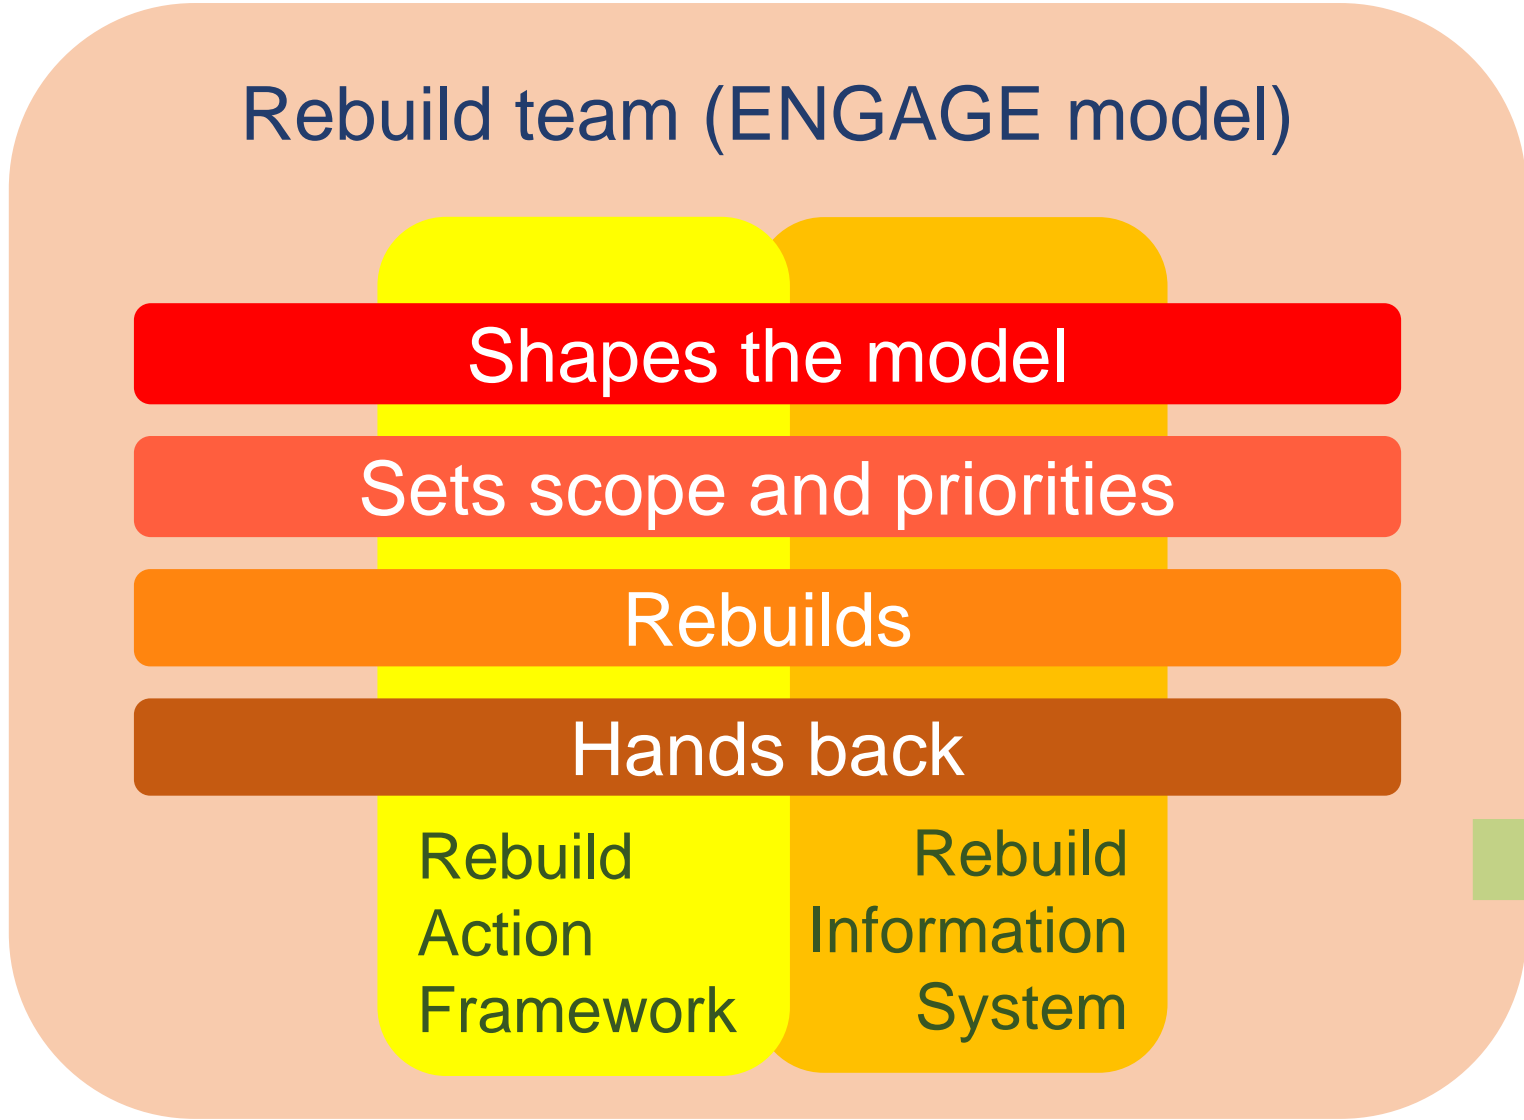 Rebuild team (ENGAGE model)
Shapes the model
Sets scope and priorities
Rebuilds
Hands back
Rebuild
Action
Framework
Rebuild
Information
System